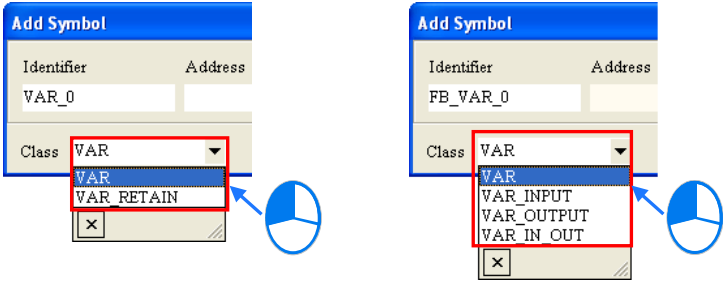 Add Symbol
Identifier Address
VAR_0
Class VAR
VAR
VAR_RETAIN
Add Symbol
Identifier Address
FB_VAR_0
Class VAR
VAR
VAR_INPUT
VAR_OUTPUT
VAR_IN_OUT